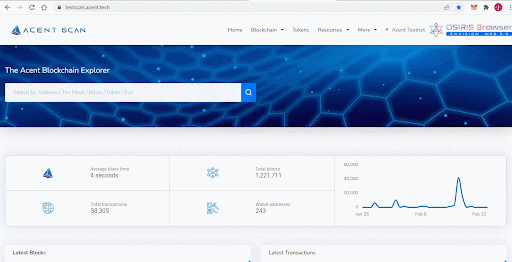 testscan.acent.tech
ACENT SCAN
Home Blockchain Tokens Resources More Acent Testnet
OSIRIS Browser
The Acent Blockchain Explorer
Search by Address / Txn Hash / Block / Token / Ens
Average block time
4 seconds
Total blocks
1,221,711
Total transactions
58,305
Wallet addresses
243
60,000
40,000
20,000
0
Jan 25 Feb 8 Feb 22
Latest Blocks
Latest Transactions